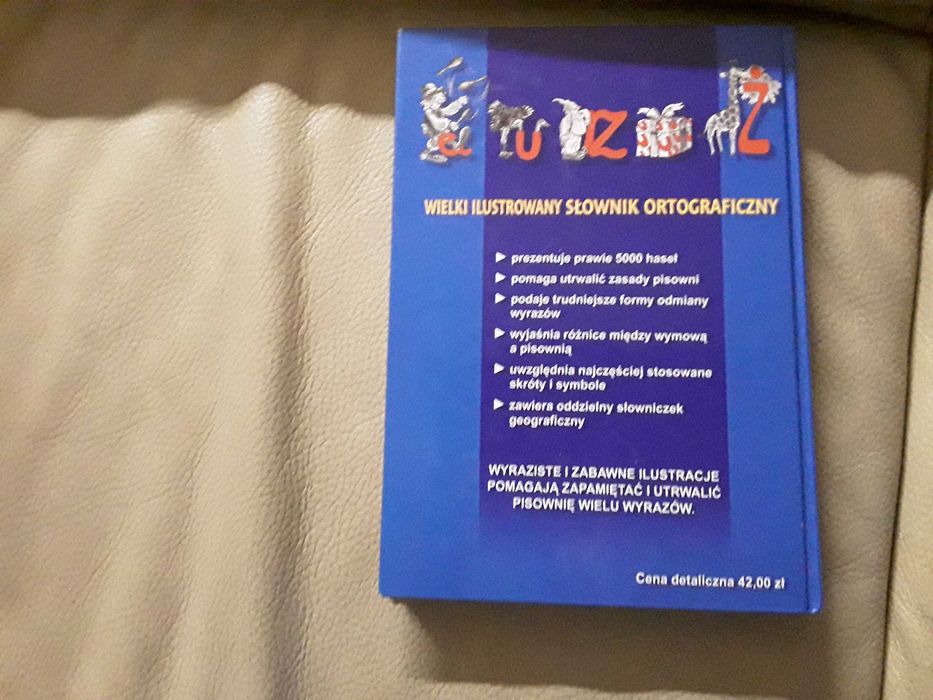 e u rz ż
WIELKI ILUSTROWANY SŁOWNIK ORTOGRAFICZNY
▶ prezentuje prawie 5000 haseł
▶ pomaga utrwalić zasady pisowni
▶ podaje trudniejsze formy odmiany
wyrazów
▶ wyjaśnia różnice między wymową
a pisownią
▶ uwzględnia najczęściej stosowane
skróty i symbole
▶ zawiera oddzielny słowniczek
geograficzny
WYRAZISTE I ZABAWNE ILUSTRACJE
POMAGAJĄ ZAPAMIĘTAĆ I UTRWALIĆ
PISOWNIĘ WIELU WYRAZÓW.
Cena detaliczna 42,00 zł